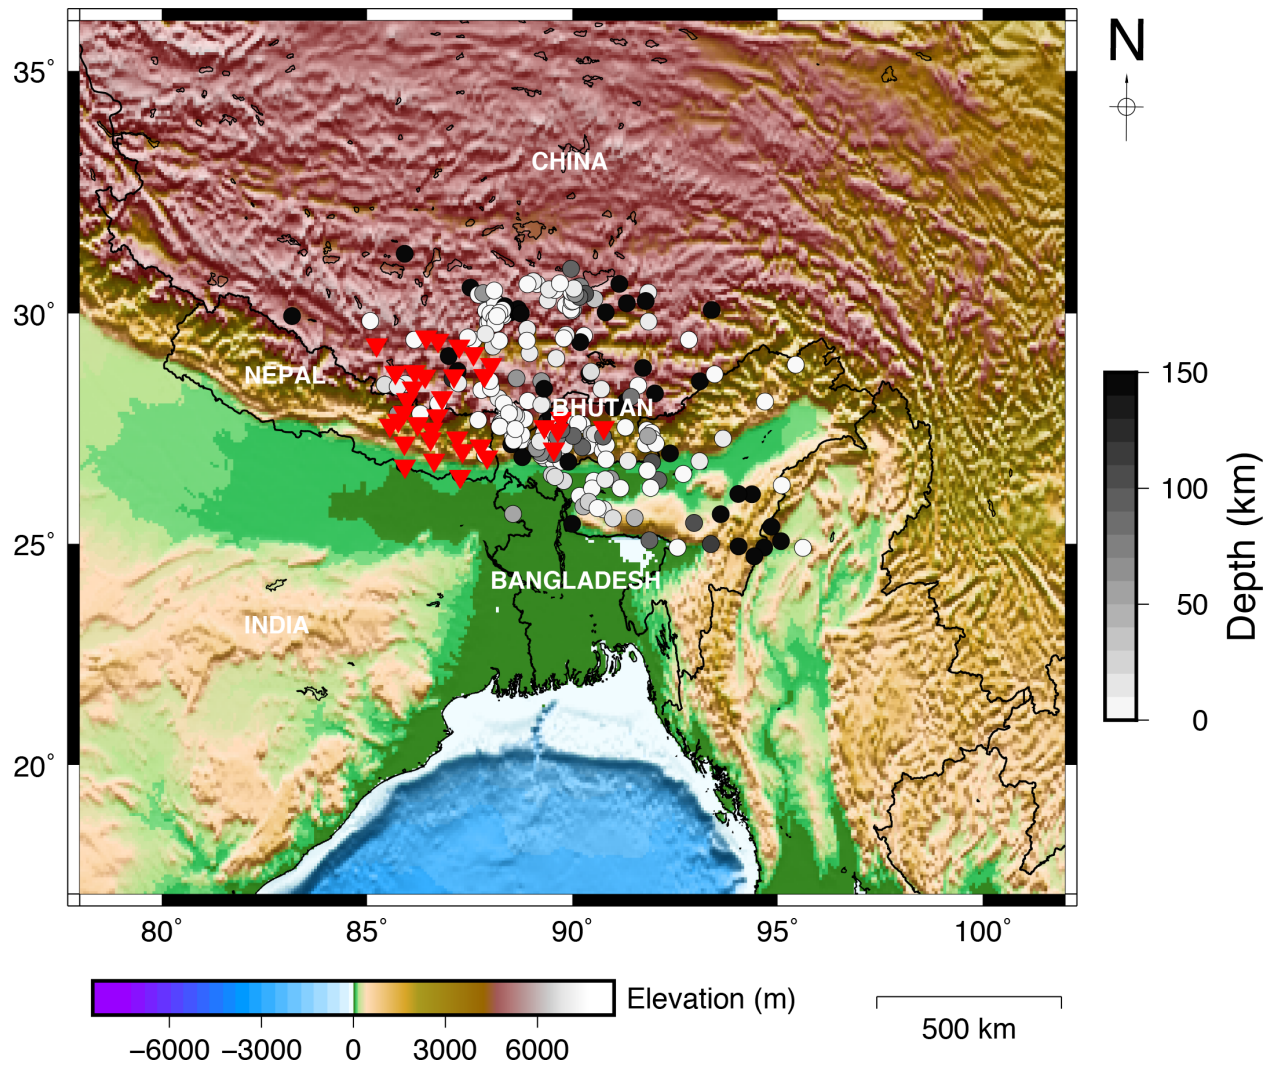 N
35°
CHINA
30°
NEPAL
BHUTAN
150
100
50
0
Depth (km)
25°
BANGLADESH
INDIA
20°
80°
85°
90°
95°
100°
Elevation (m)
−6000
−3000
0
3000
6000
500 km